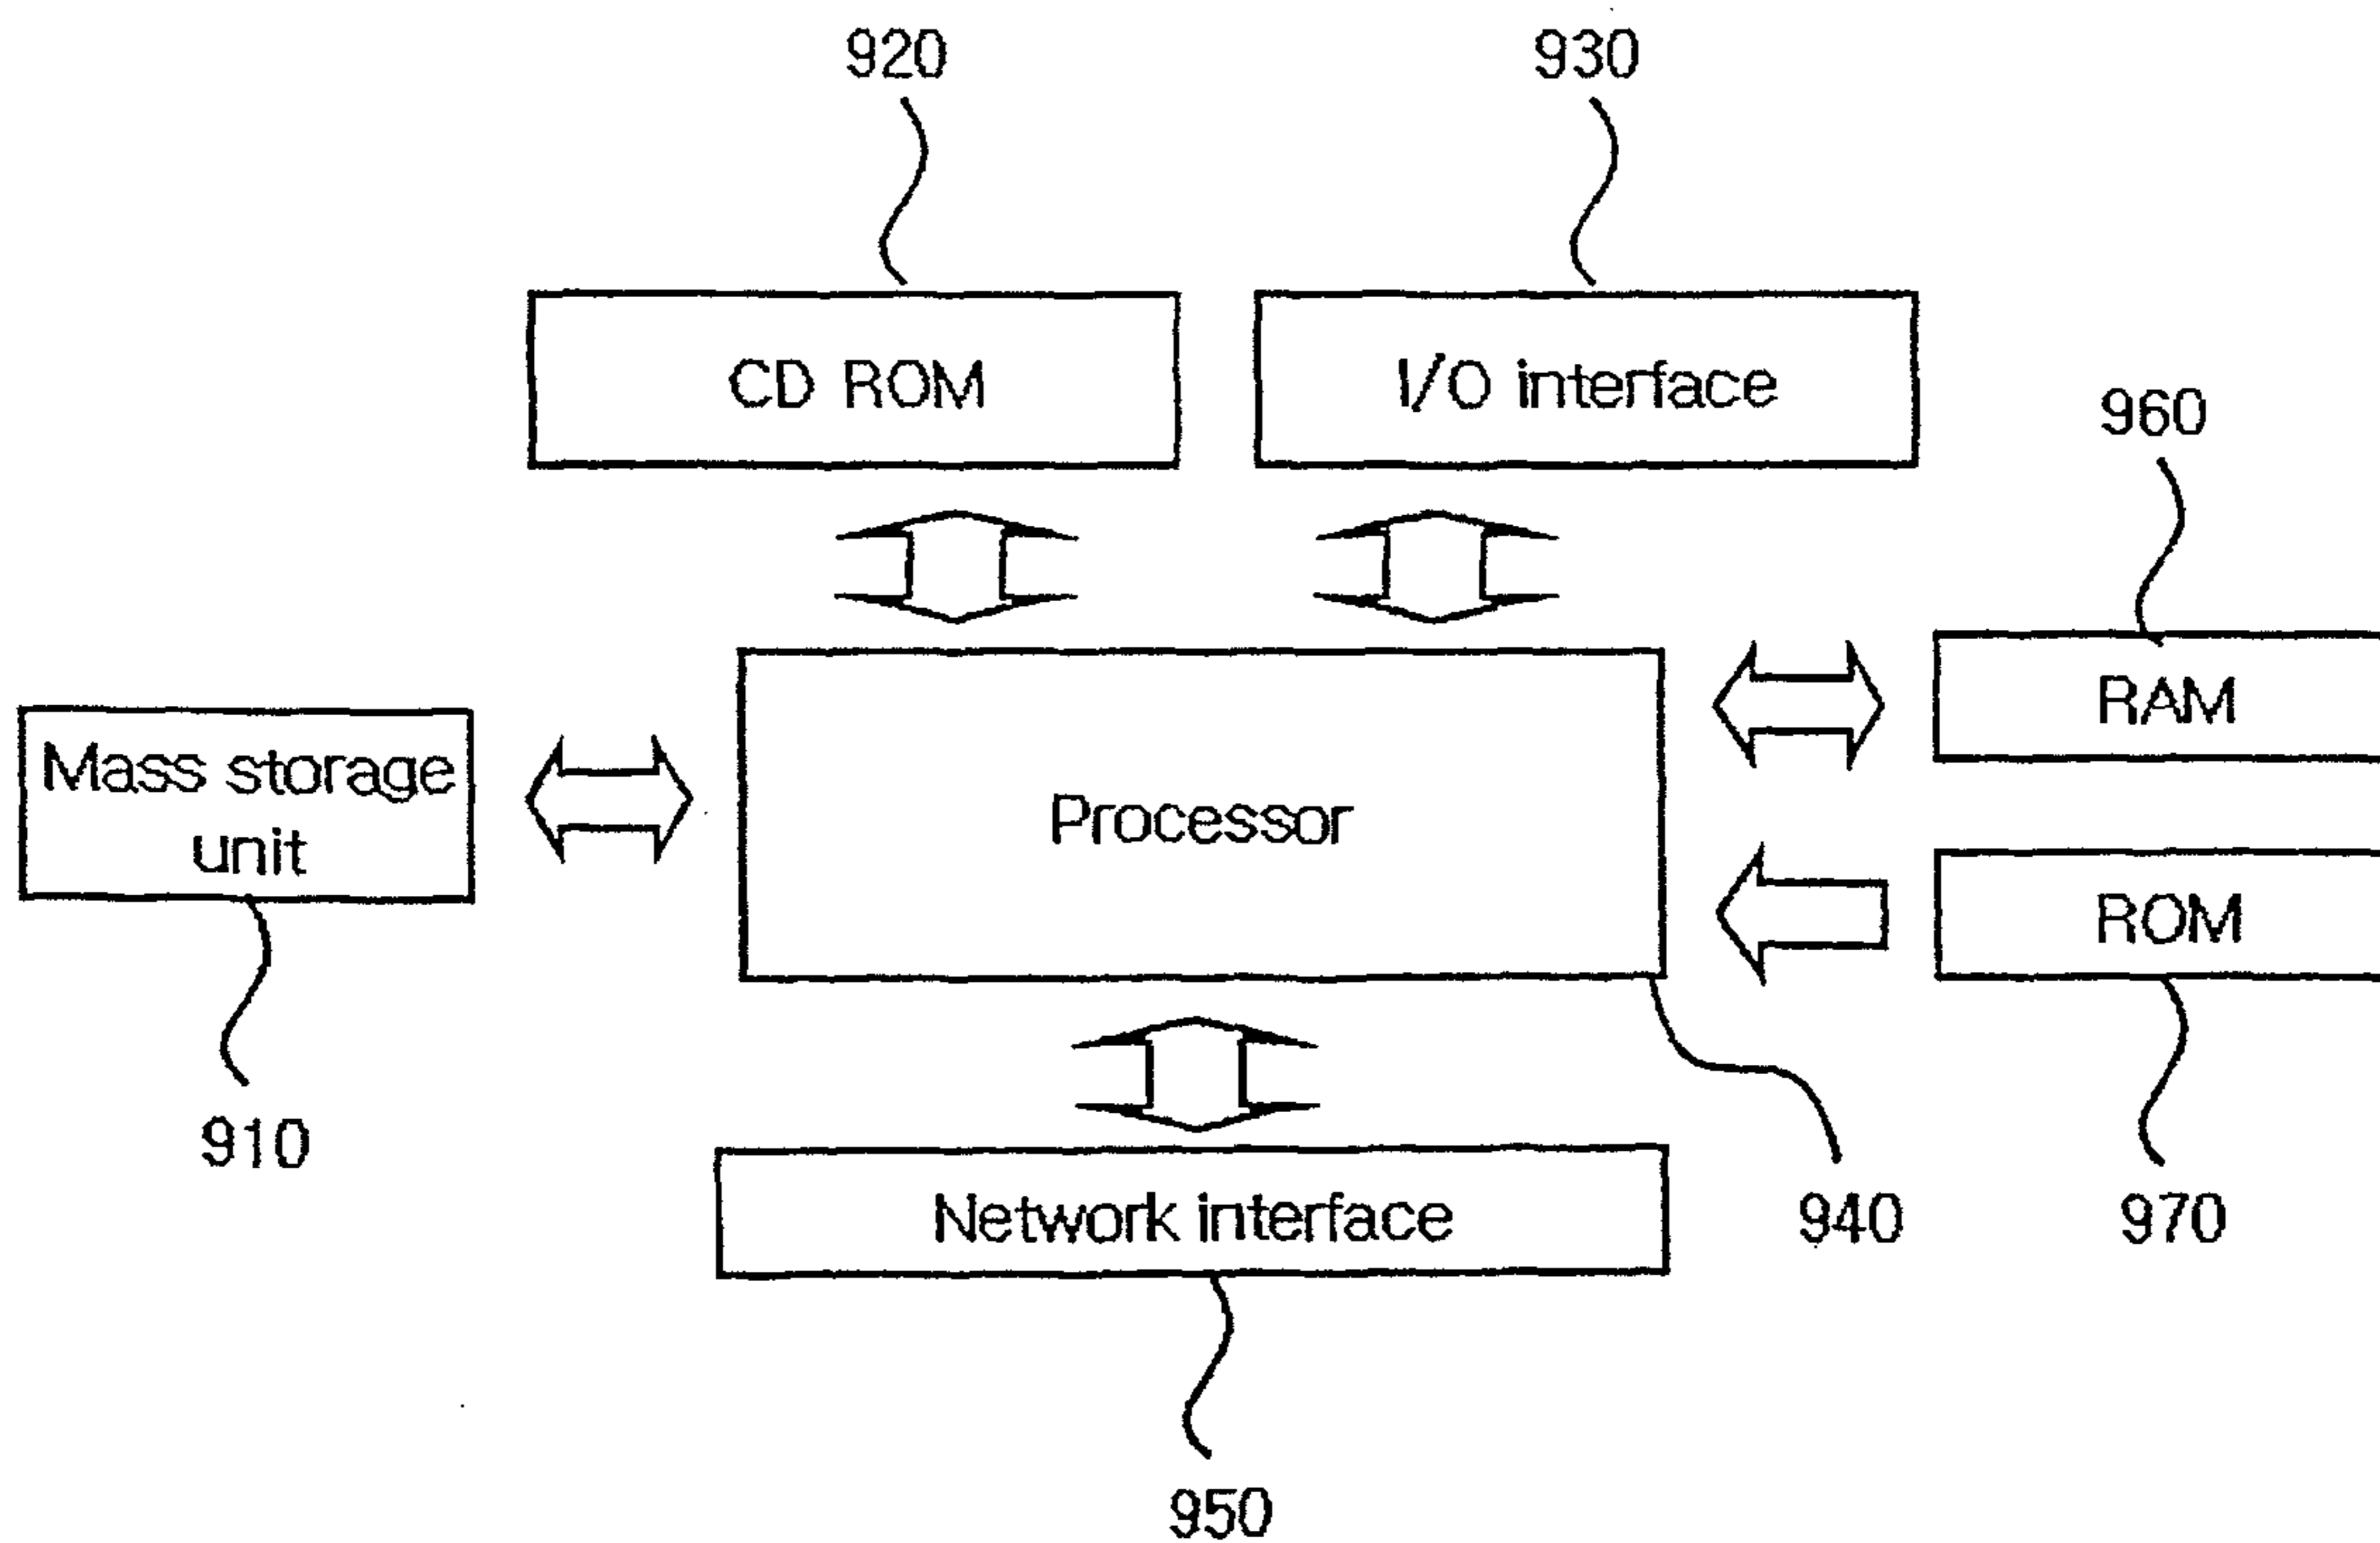 920
930
CD ROM
I/O interface
960
RAM
Mass storage
unit
Processor
ROM
910
Network interface
940
970
950